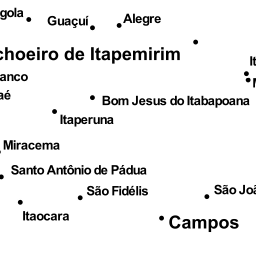 gola
Guaçuí
Alegre
choeiro de Itapemirim
It
anco
aé
Bom Jesus do Itabapoana
Itaperuna
Miracema
Santo Antônio de Pádua
São Fidélis
São Joã
Itaocara
Campos